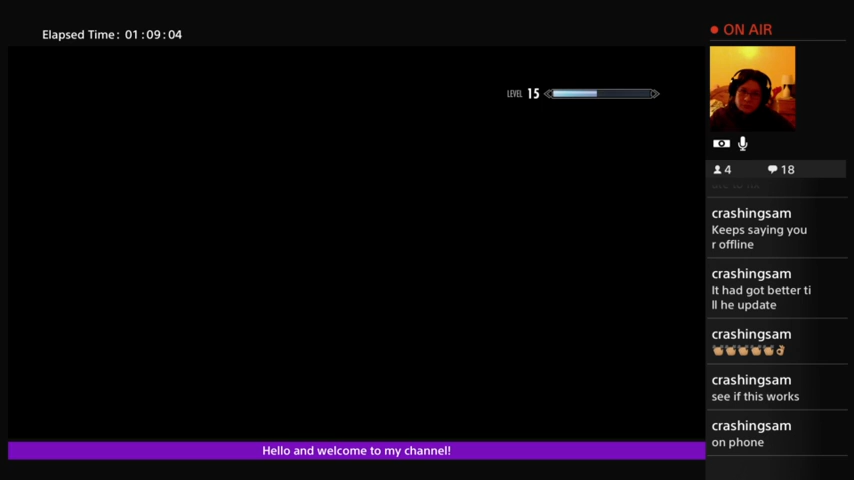 Elapsed Time: 01:09:04
ON AIR
LEVEL 15
4 18
crashingsam
Keeps saying you
r offline
crashingsam
It had got better ti
ll he update
crashingsam
crashingsam
see if this works
crashingsam
on phone
Hello and welcome to my channel!